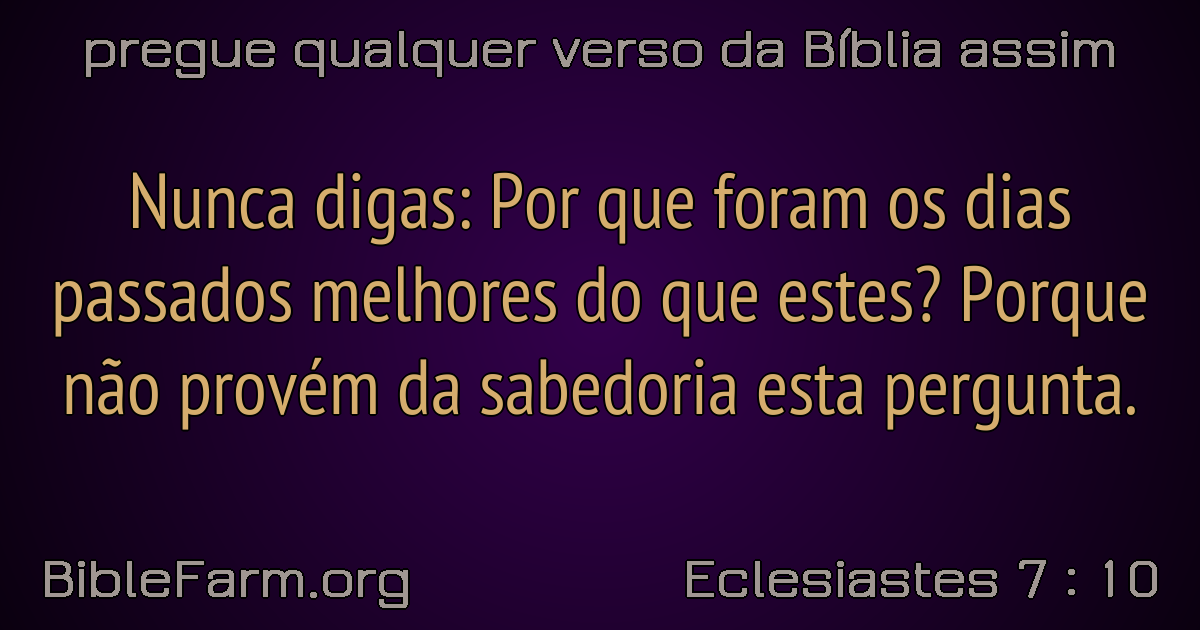 pregue qualquer verso da Bíblia assim
Nunca digas: Por que foram os dias
passados melhores do que estes? Porque
não provém da sabedoria esta pergunta.
BibleFarm.org
Eclesiastes 7 : 10